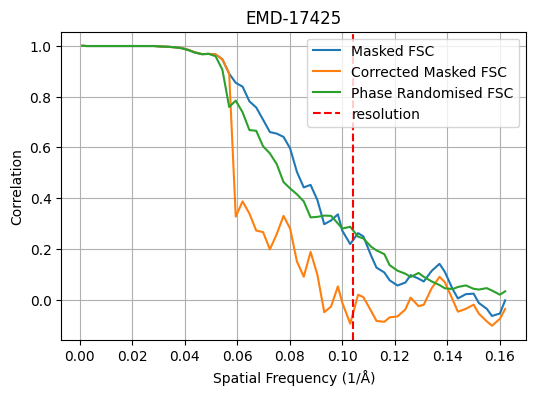 EMD-17425
Masked FSC
Corrected Masked FSC
Phase Randomised FSC
resolution
Correlation
1.0
0.8
0.6
0.4
0.2
0.0
0.00 0.02 0.04 0.06 0.08 0.10 0.12 0.14 0.16
Spatial Frequency (1/Å)